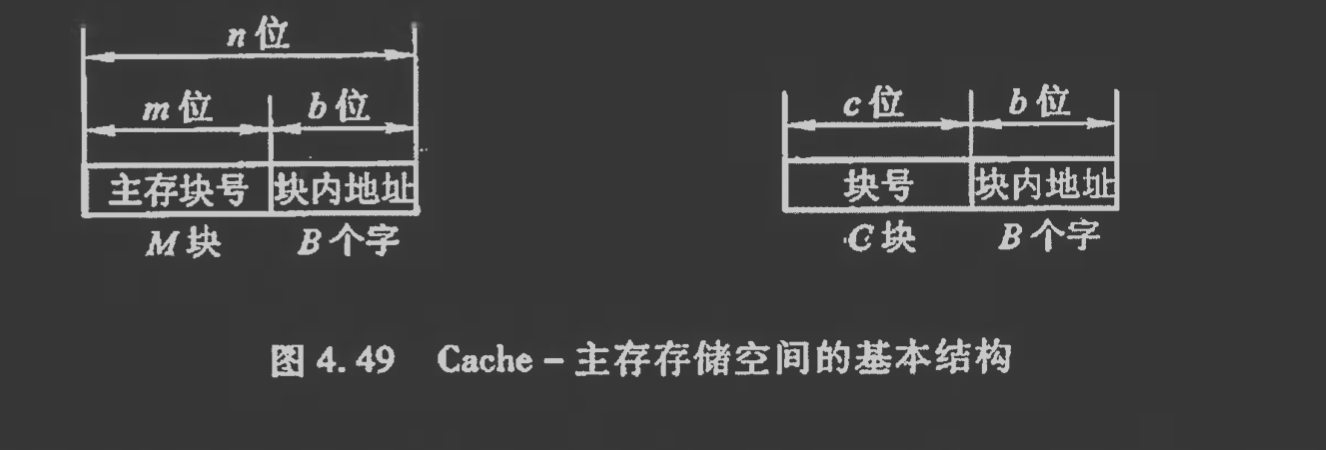 n 位
m 位 b 位 c 位 b 位
主存块号 块内地址 块号 块内地址
M 块 B 个字 C 块 B 个字
图 4.49 Cache - 主存存储空间的基本结构